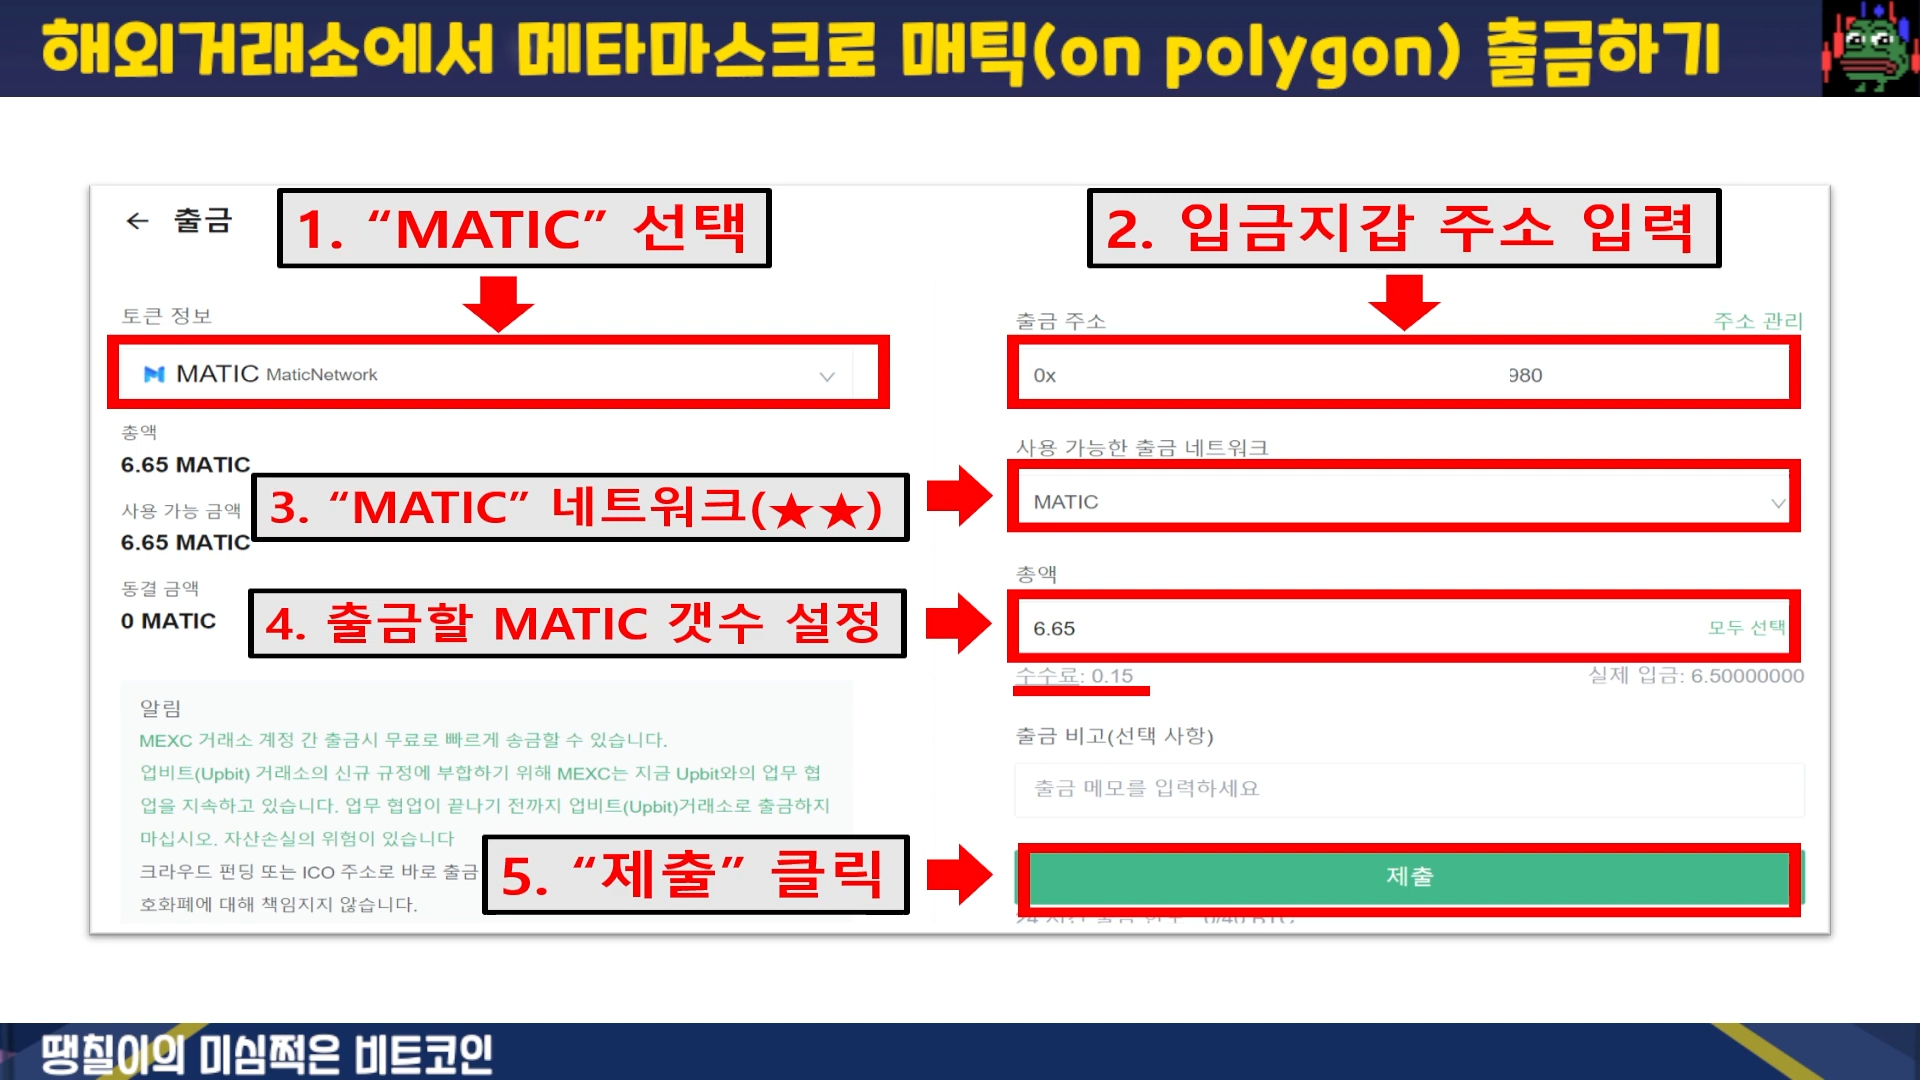 해외거래소에서 메타마스크로 매틱(on polygon) 출금하기
← 출금
1. “MATIC” 선택
토큰 정보
MATIC MaticNetwork
총액
6.65 MATIC
사용 가능 금액
6.65 MATIC
동결 금액
0 MATIC
알림
MEXC 거래소 계정 간 출금시 무료로 빠르게 송금할 수 있습니다.
업비트(Upbit) 거래소의 신규 규정에 부합하기 위해 MEXC는 지금 Upbit와의 업무 협
업을 지속하고 있습니다. 업무 협업이 끝나기 전까지 업비트(Upbit)거래소로 출금하지
마십시오. 자산손실의 위험이 있습니다
크라우드 펀딩 또는 ICO 주소로 바로 출금
호화폐에 대해 책임지지 않습니다.
2. 입금지갑 주소 입력
출금 주소
주소 관리
0x 980
사용 가능한 출금 네트워크
3. “MATIC” 네트워크(★★)
MATIC
총액
4. 출금할 MATIC 갯수 설정
6.65
모두 선택
수수료: 0.15
실제 입금: 6.50000000
출금 비고(선택 사항)
출금 메모를 입력하세요
5. “제출” 클릭
제출
땡칠이의 미심쩍은 비트코인